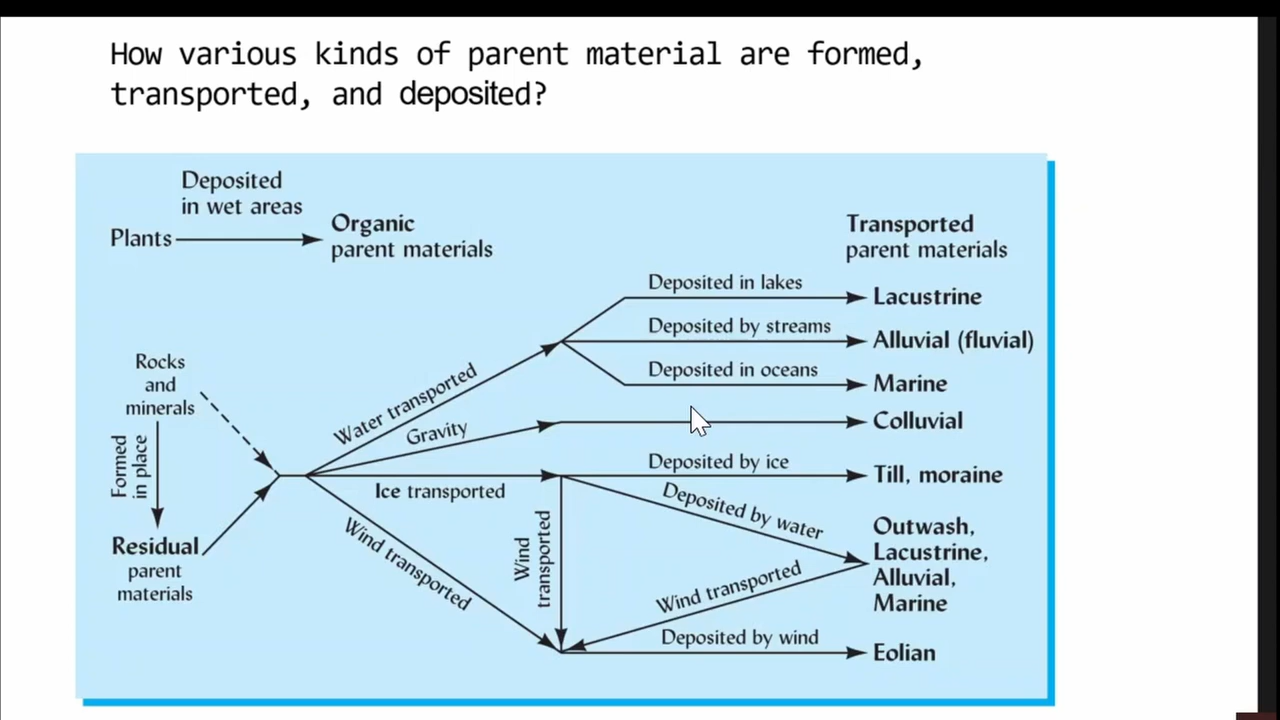 How various kinds of parent material are formed,
transported, and deposited?
Deposited
in wet areas
Plants
Organic
parent materials
Transported
parent materials
Deposited in lakes
Lacustrine
Deposited by streams
Alluvial (fluvial)
Deposited in oceans
Marine
Rocks
and
minerals
Water transported
Gravity
Colluvial
Formed
in place
Deposited by ice
Till, moraine
Ice transported
Deposited by water
Wind transported
Wind
transported
Outwash,
Lacustrine,
Alluvial,
Marine
Residual
parent
materials
Wind transported
Deposited by wind
Eolian